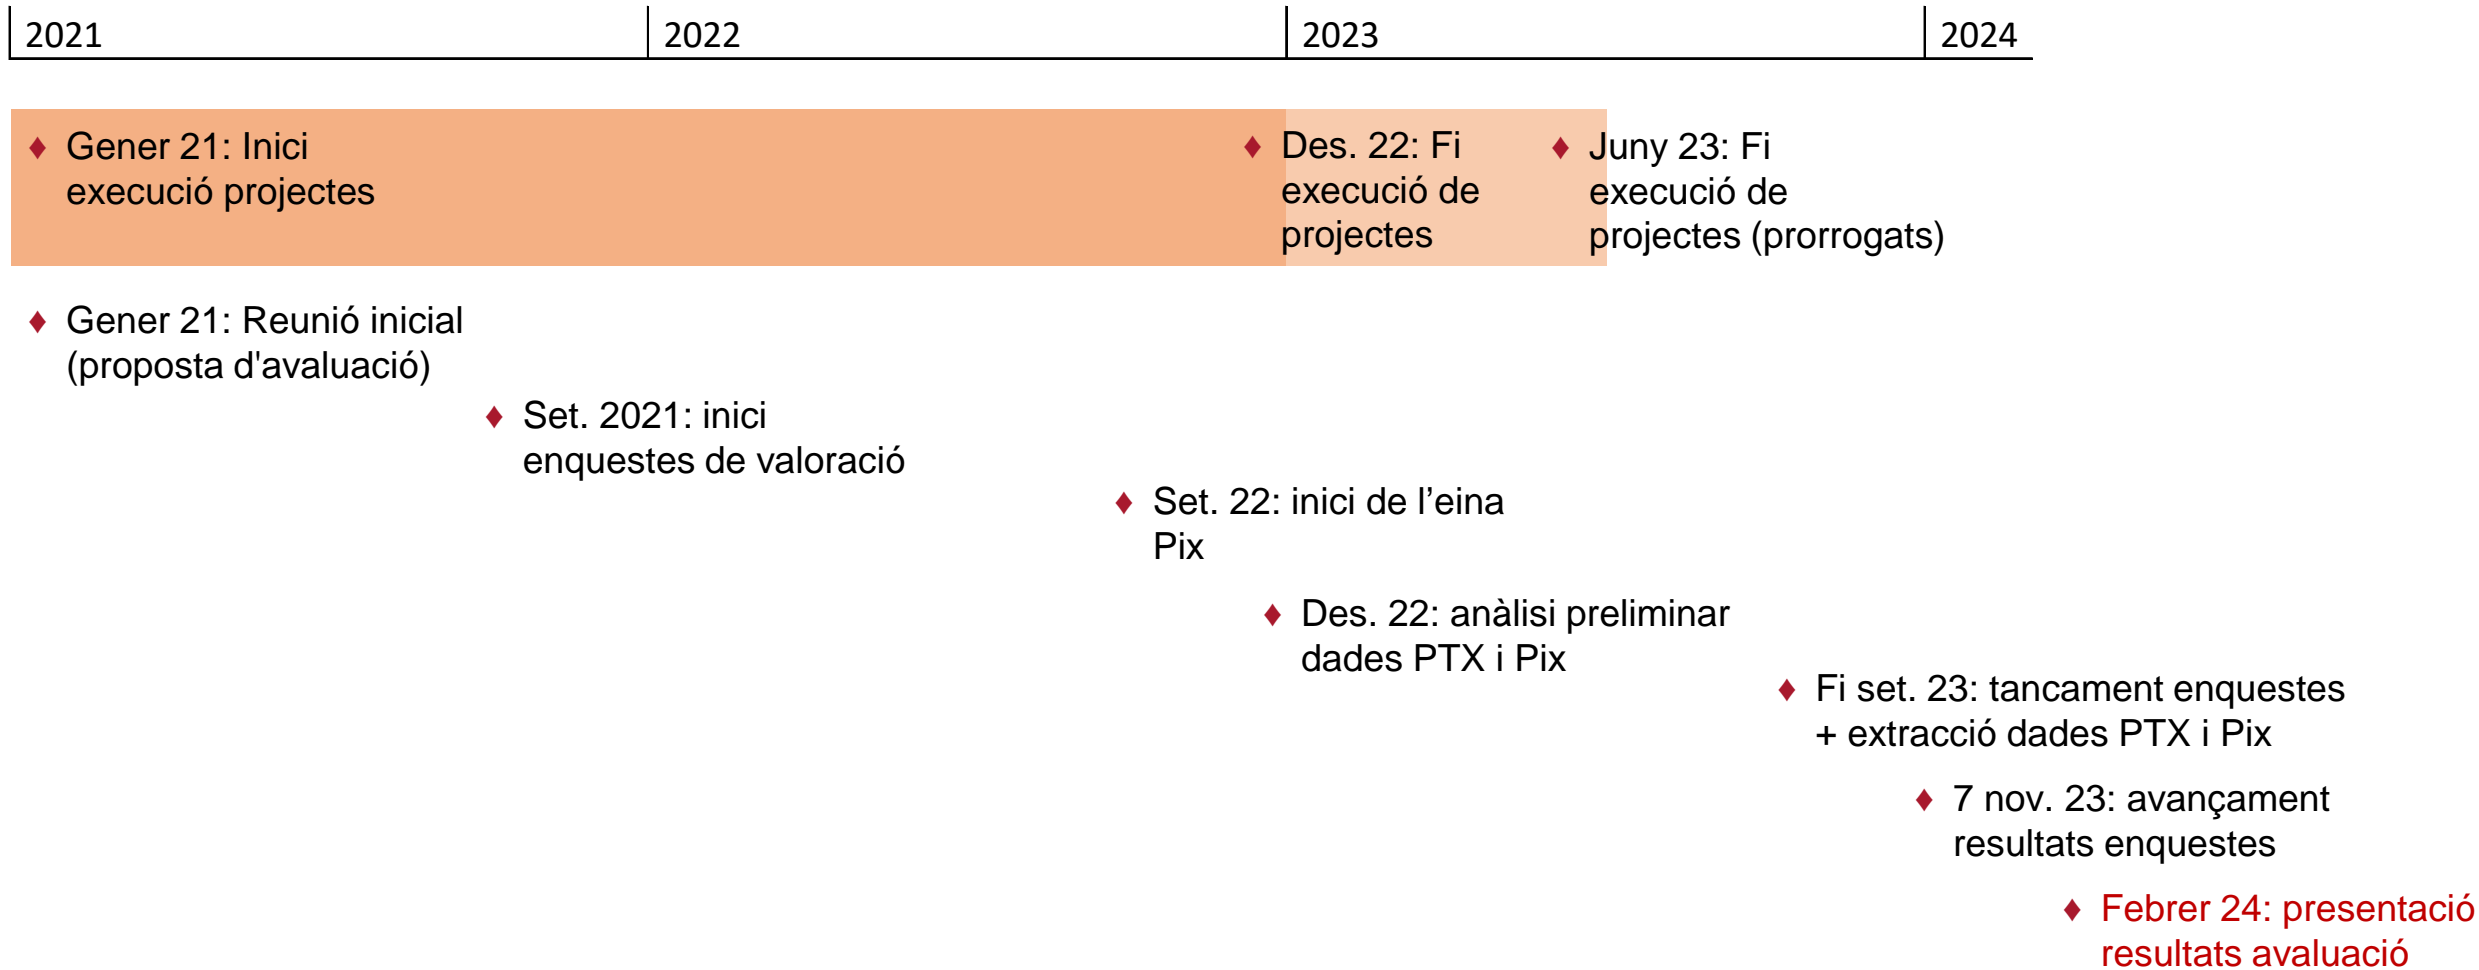 2021
2022
2023
2024
Gener 21: Inici
execució projectes
Des. 22: Fi
execució de
projectes
Juny 23: Fi
execució de
projectes (prorrogats)
Gener 21: Reunió inicial
(proposta d'avaluació)
Set. 2021: inici
enquestes de valoració
Set. 22: inici de l’eina
Pix
Des. 22: anàlisi preliminar
dades PTX i Pix
Fi set. 23: tancament enquestes
+ extracció dades PTX i Pix
7 nov. 23: avançament
resultats enquestes
Febrer 24: presentació
resultats avaluació